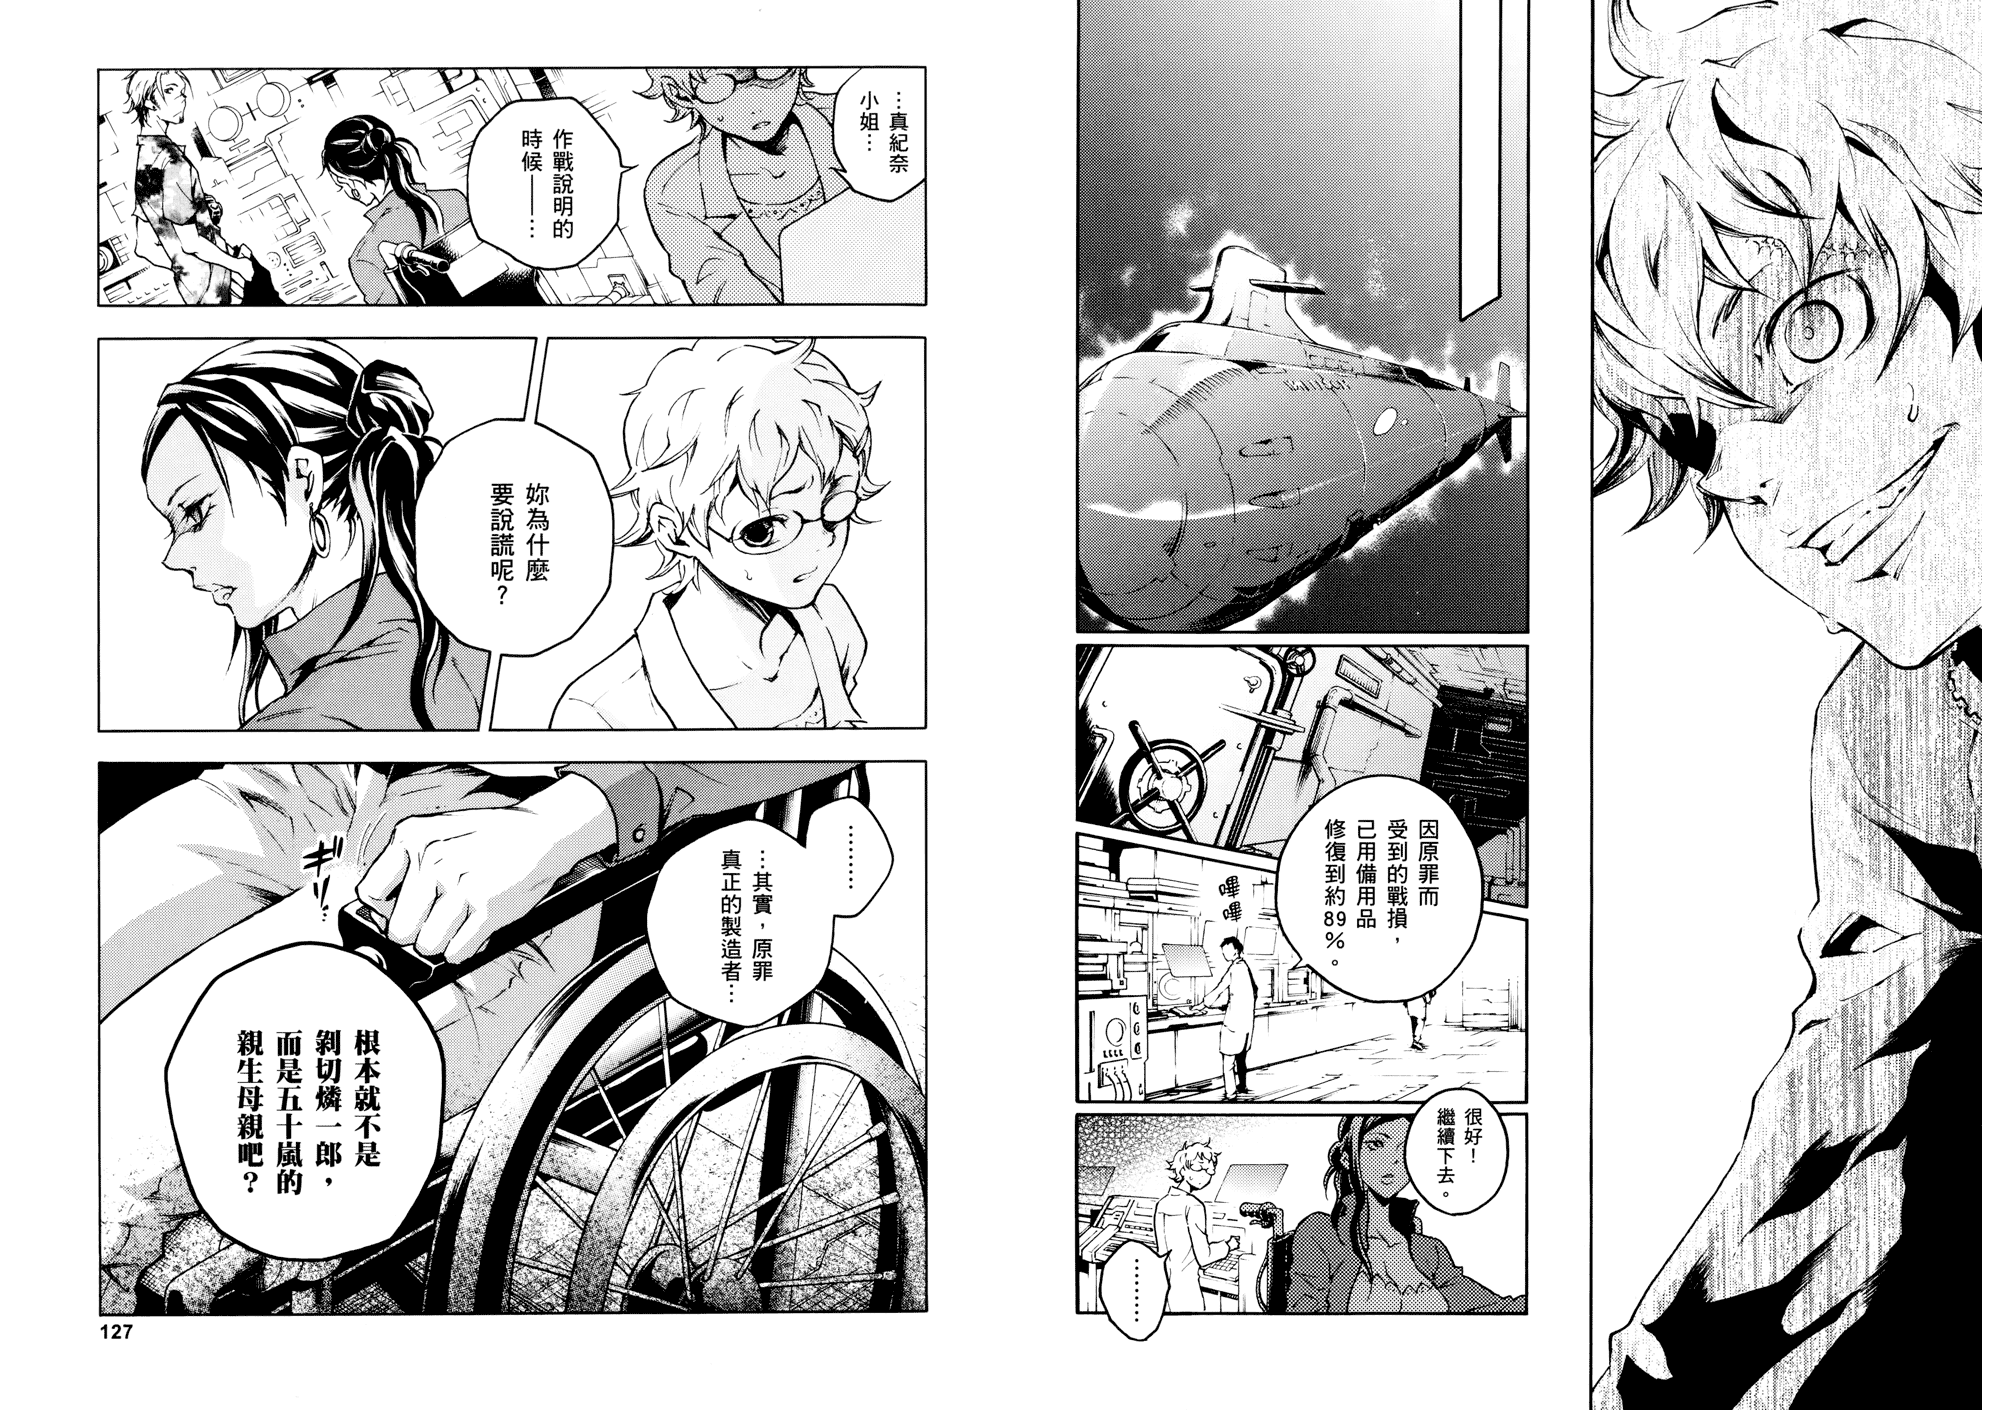 因原罪而
受到的戰損，
已用備用品
修復到約89%。
嗶
嗶
很好！
繼續下去。
………
…真紀奈
小姐…
作戰說明的
時候——…
妳為什麼
要說謊呢？
………
…其實，原罪
真正的製造者…
ギッ
根本就不是
剝切燐一郎，
而是五十嵐的
親生母親吧？
127